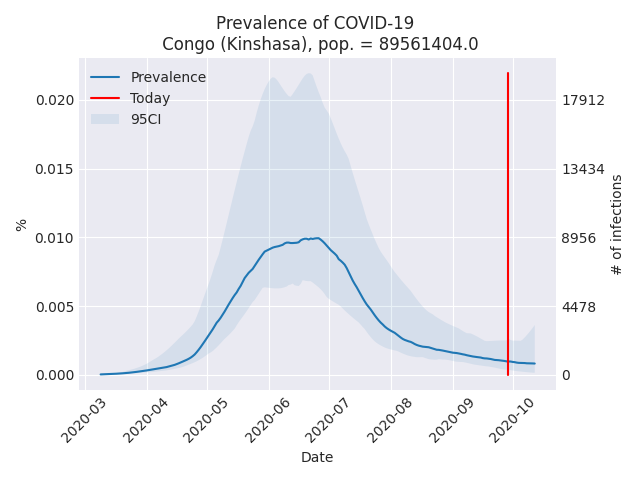 Prevalence of COVID-19
Congo (Kinshasa), pop. = 89561404.0
Prevalence
Today
95CI
%
0.020
0.015
0.010
0.005
0.000
17912
13434
8956
4478
0
# of infections
2020-03
2020-04
2020-05
2020-06
2020-07
2020-08
2020-09
2020-10
Date